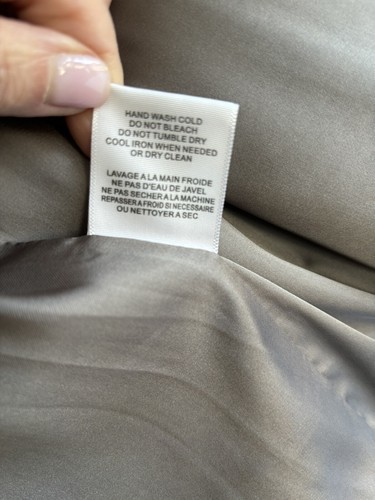 HAND WASH COLD
DO NOT BLEACH
DO NOT TUMBLE DRY
COOL IRON WHEN NEEDED
OR DRY CLEAN
LAVAGE A LA MAIN FROIDE
NE PAS D'EAU DE JAVEL
NE PAS SECHER A LA MACHINE
REPASSER A FROID SI NECESSAIRE
OU NETTOYER A SEC